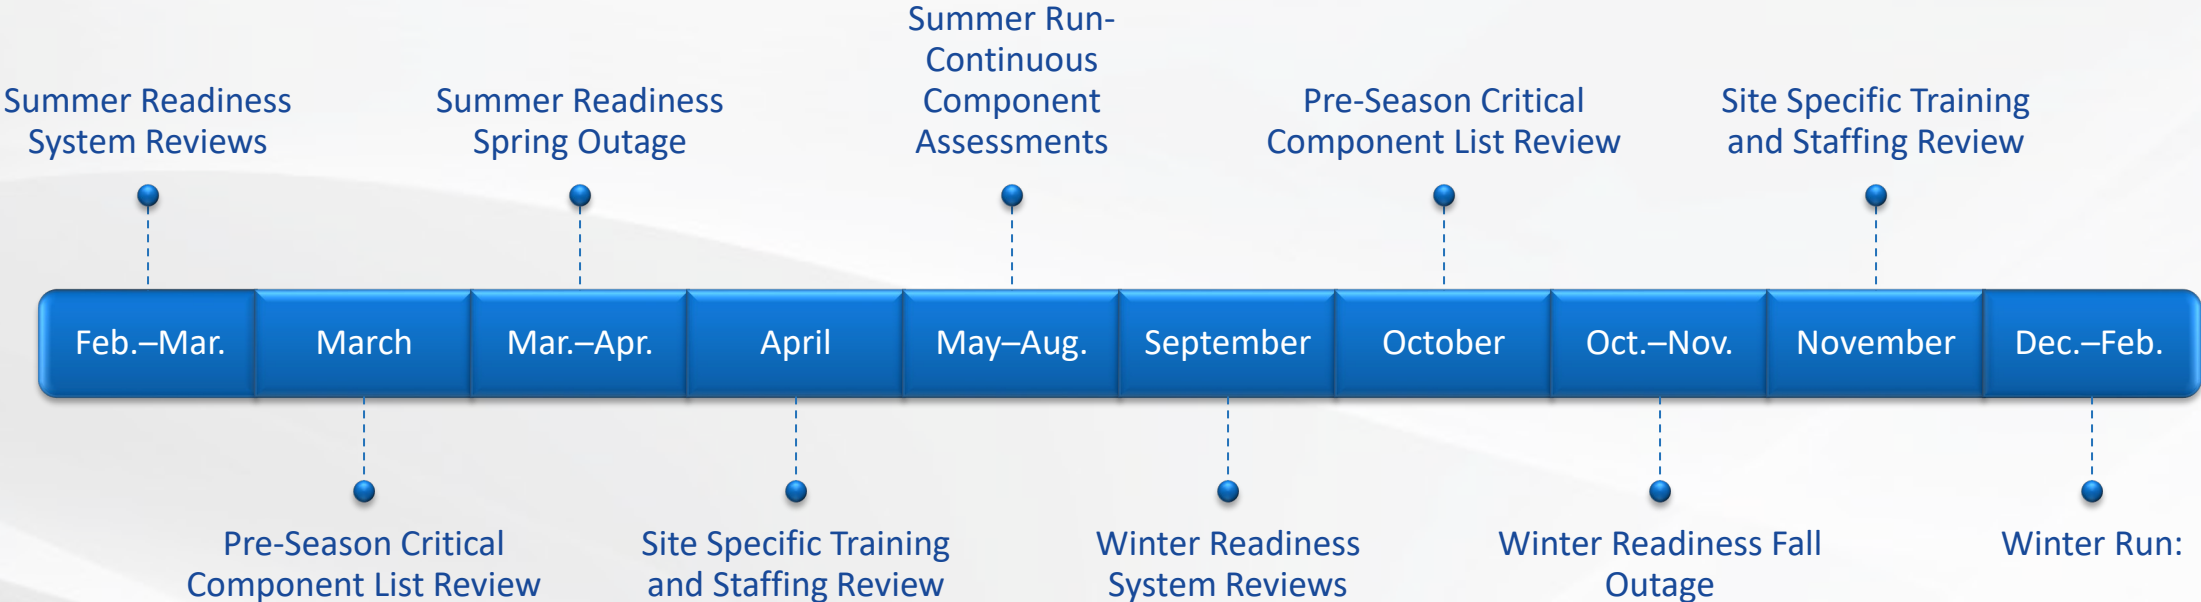 Summer Readiness
System Reviews
Summer Readiness
Spring Outage
Summer Run-
Continuous
Component
Assessments
Pre-Season Critical
Component List Review
Site Specific Training
and Staffing Review
Feb.–Mar.
March
Mar.–Apr.
April
May–Aug.
September
October
Oct.–Nov.
November
Dec.–Feb.
Pre-Season Critical
Component List Review
Site Specific Training
and Staffing Review
Winter Readiness
System Reviews
Winter Readiness Fall
Outage
Winter Run: